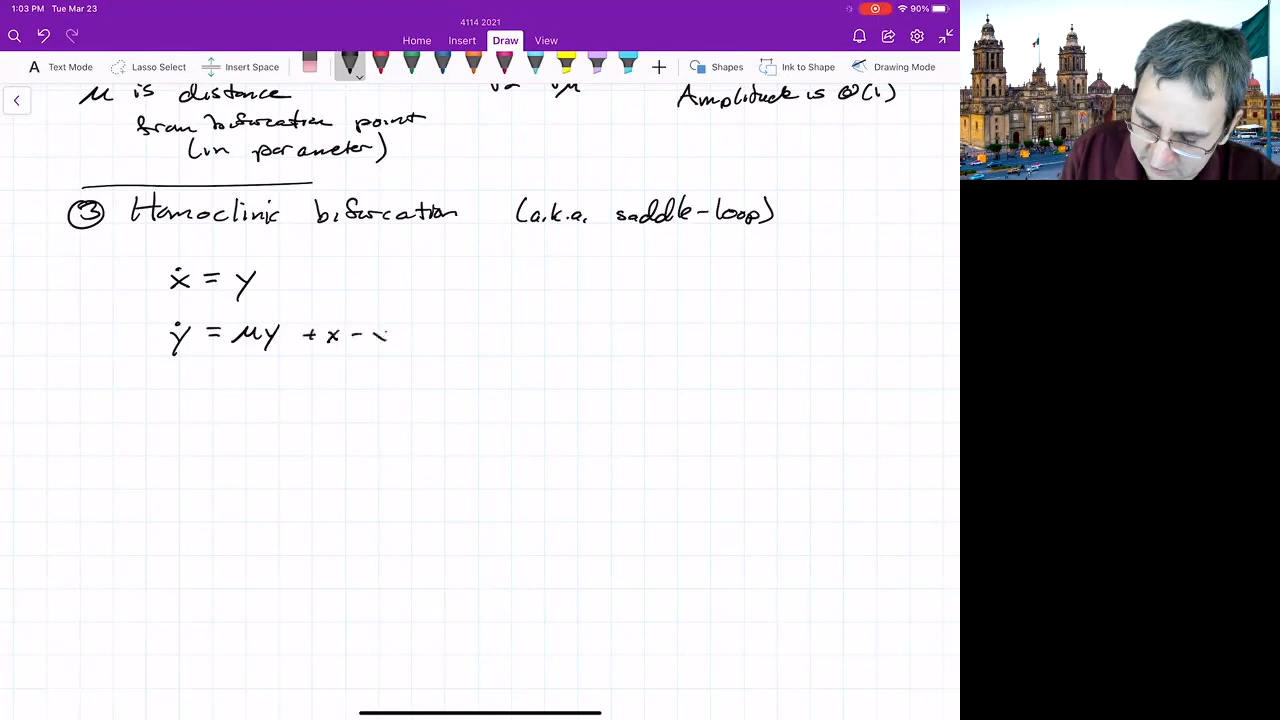 1:03 PM Tue Mar 23
90%
4114 2021
Home Insert Draw View
Text Mode Lasso Select Insert Space Shapes Ink to Shape Drawing Mode
μ is distance
from bifurcation point
(in parameter)
Amplitude is O(1)
③ Homoclinic bifurcation (a.k.a. saddle-loop)
ẋ = y
ẏ = μy + x -